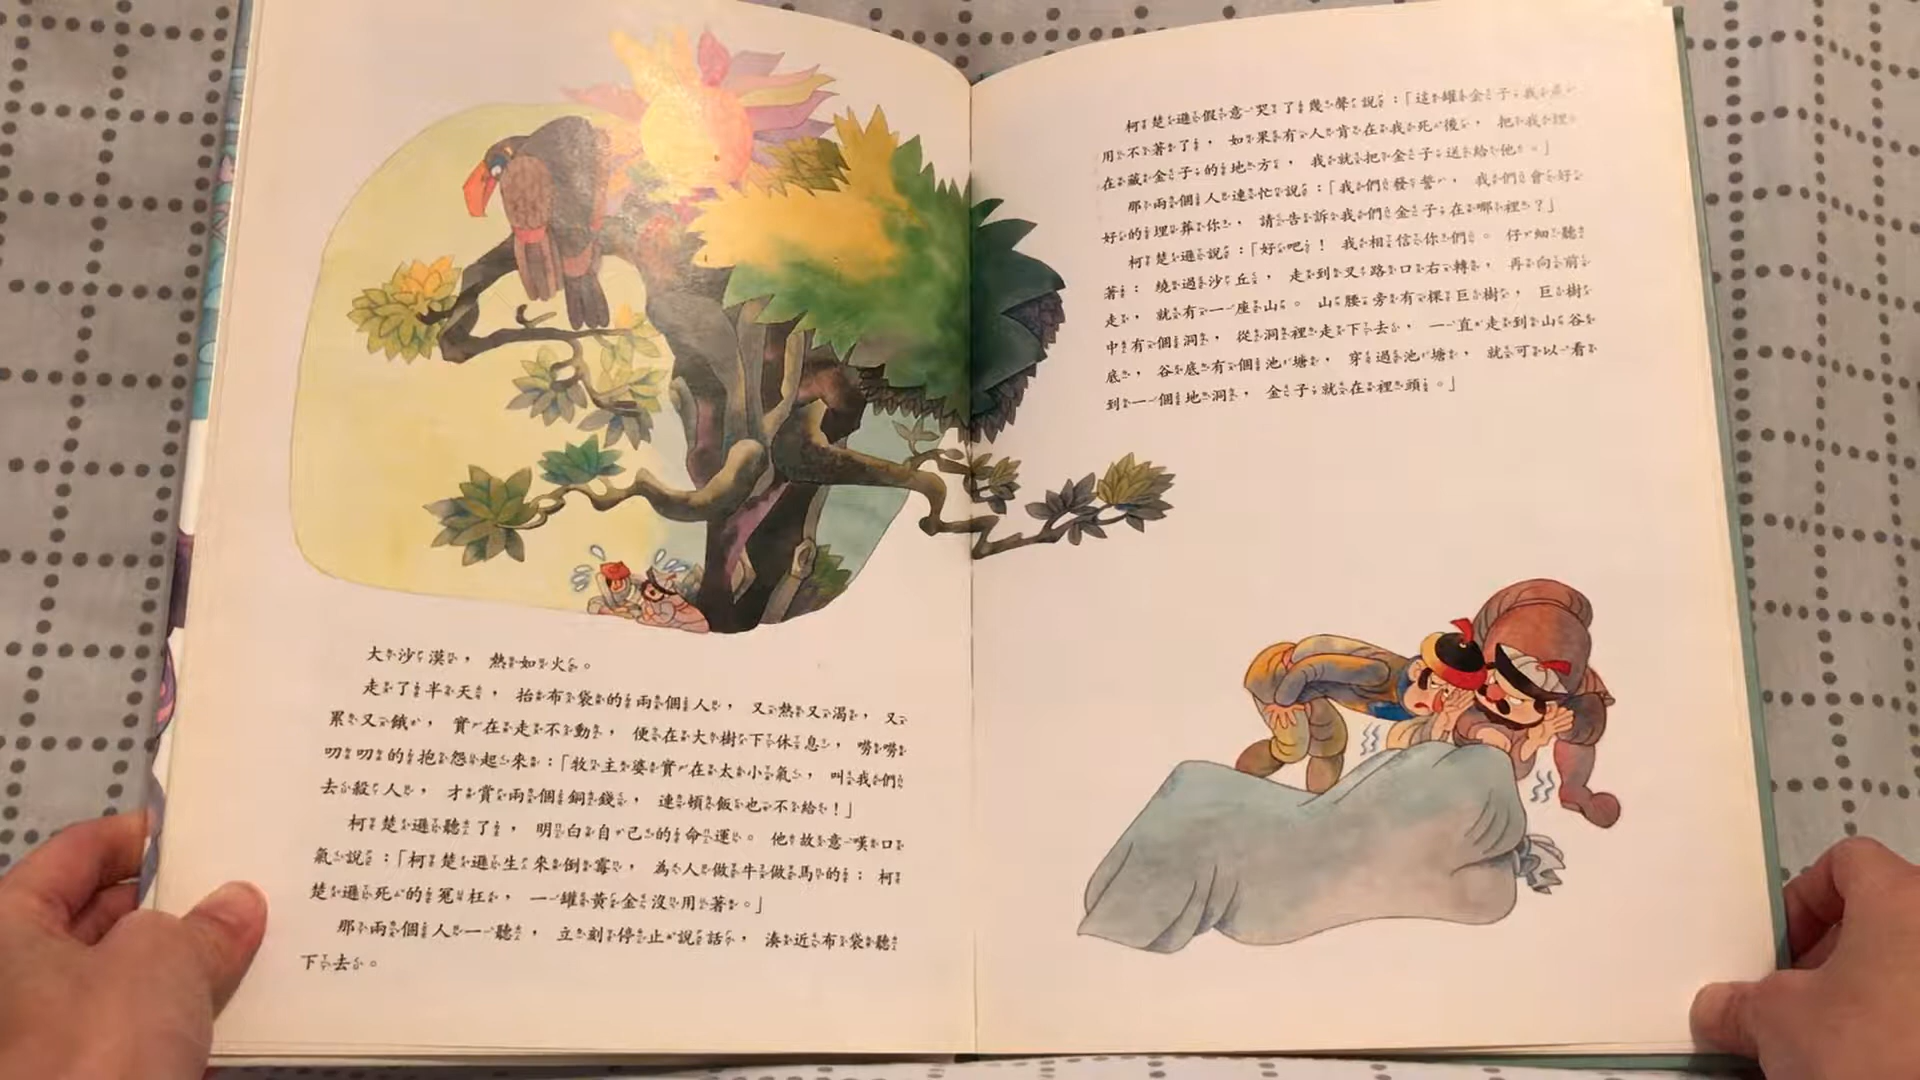 大沙漠，熱如火。
走了半天，抬布袋的兩個人，又熱又渴，又
累又餓，實在走不動，便在大樹下休息，嘮嘮
叨叨的抱怨起來：「牧主婆實在太小氣，叫我們
去殺人，才賞兩個銅錢，連頓飯也不給！」
柯楚遜聽了，明白自己的命運。他故意嘆口
氣說：「柯楚遜生來倒霉，為人做牛做馬的；柯
楚遜死的冤枉，一罐黃金沒用著。」
那兩個人一聽，立刻停止說話，湊近布袋聽
下去。
柯楚遜假意哭了幾聲說：「這罐金子我
用不著了，如果有人肯在我死後，把我
在藏金子的地方，我就把金子送給他。」
那兩個人連忙說：「我們發誓，我們會好
好的埋葬你，請告訴我們金子在哪裡？」
柯楚遜說：「好吧！我相信你們。仔細聽
著：繞過沙丘，走到叉路口右轉，再向前
走，就有一座山。山腰旁有棵巨樹，巨樹
中有個洞，從洞裡走下去，一直走到山谷
底，谷底有個池塘，穿過池塘，就可以看
到一個地洞，金子就在裡頭。」